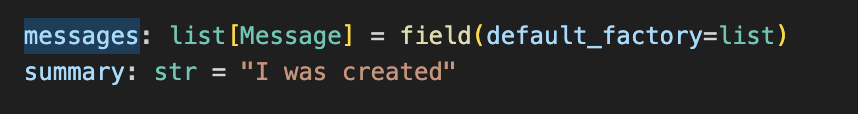 messages: list[Message] = field(default_factory=list)
summary: str = "I was created"